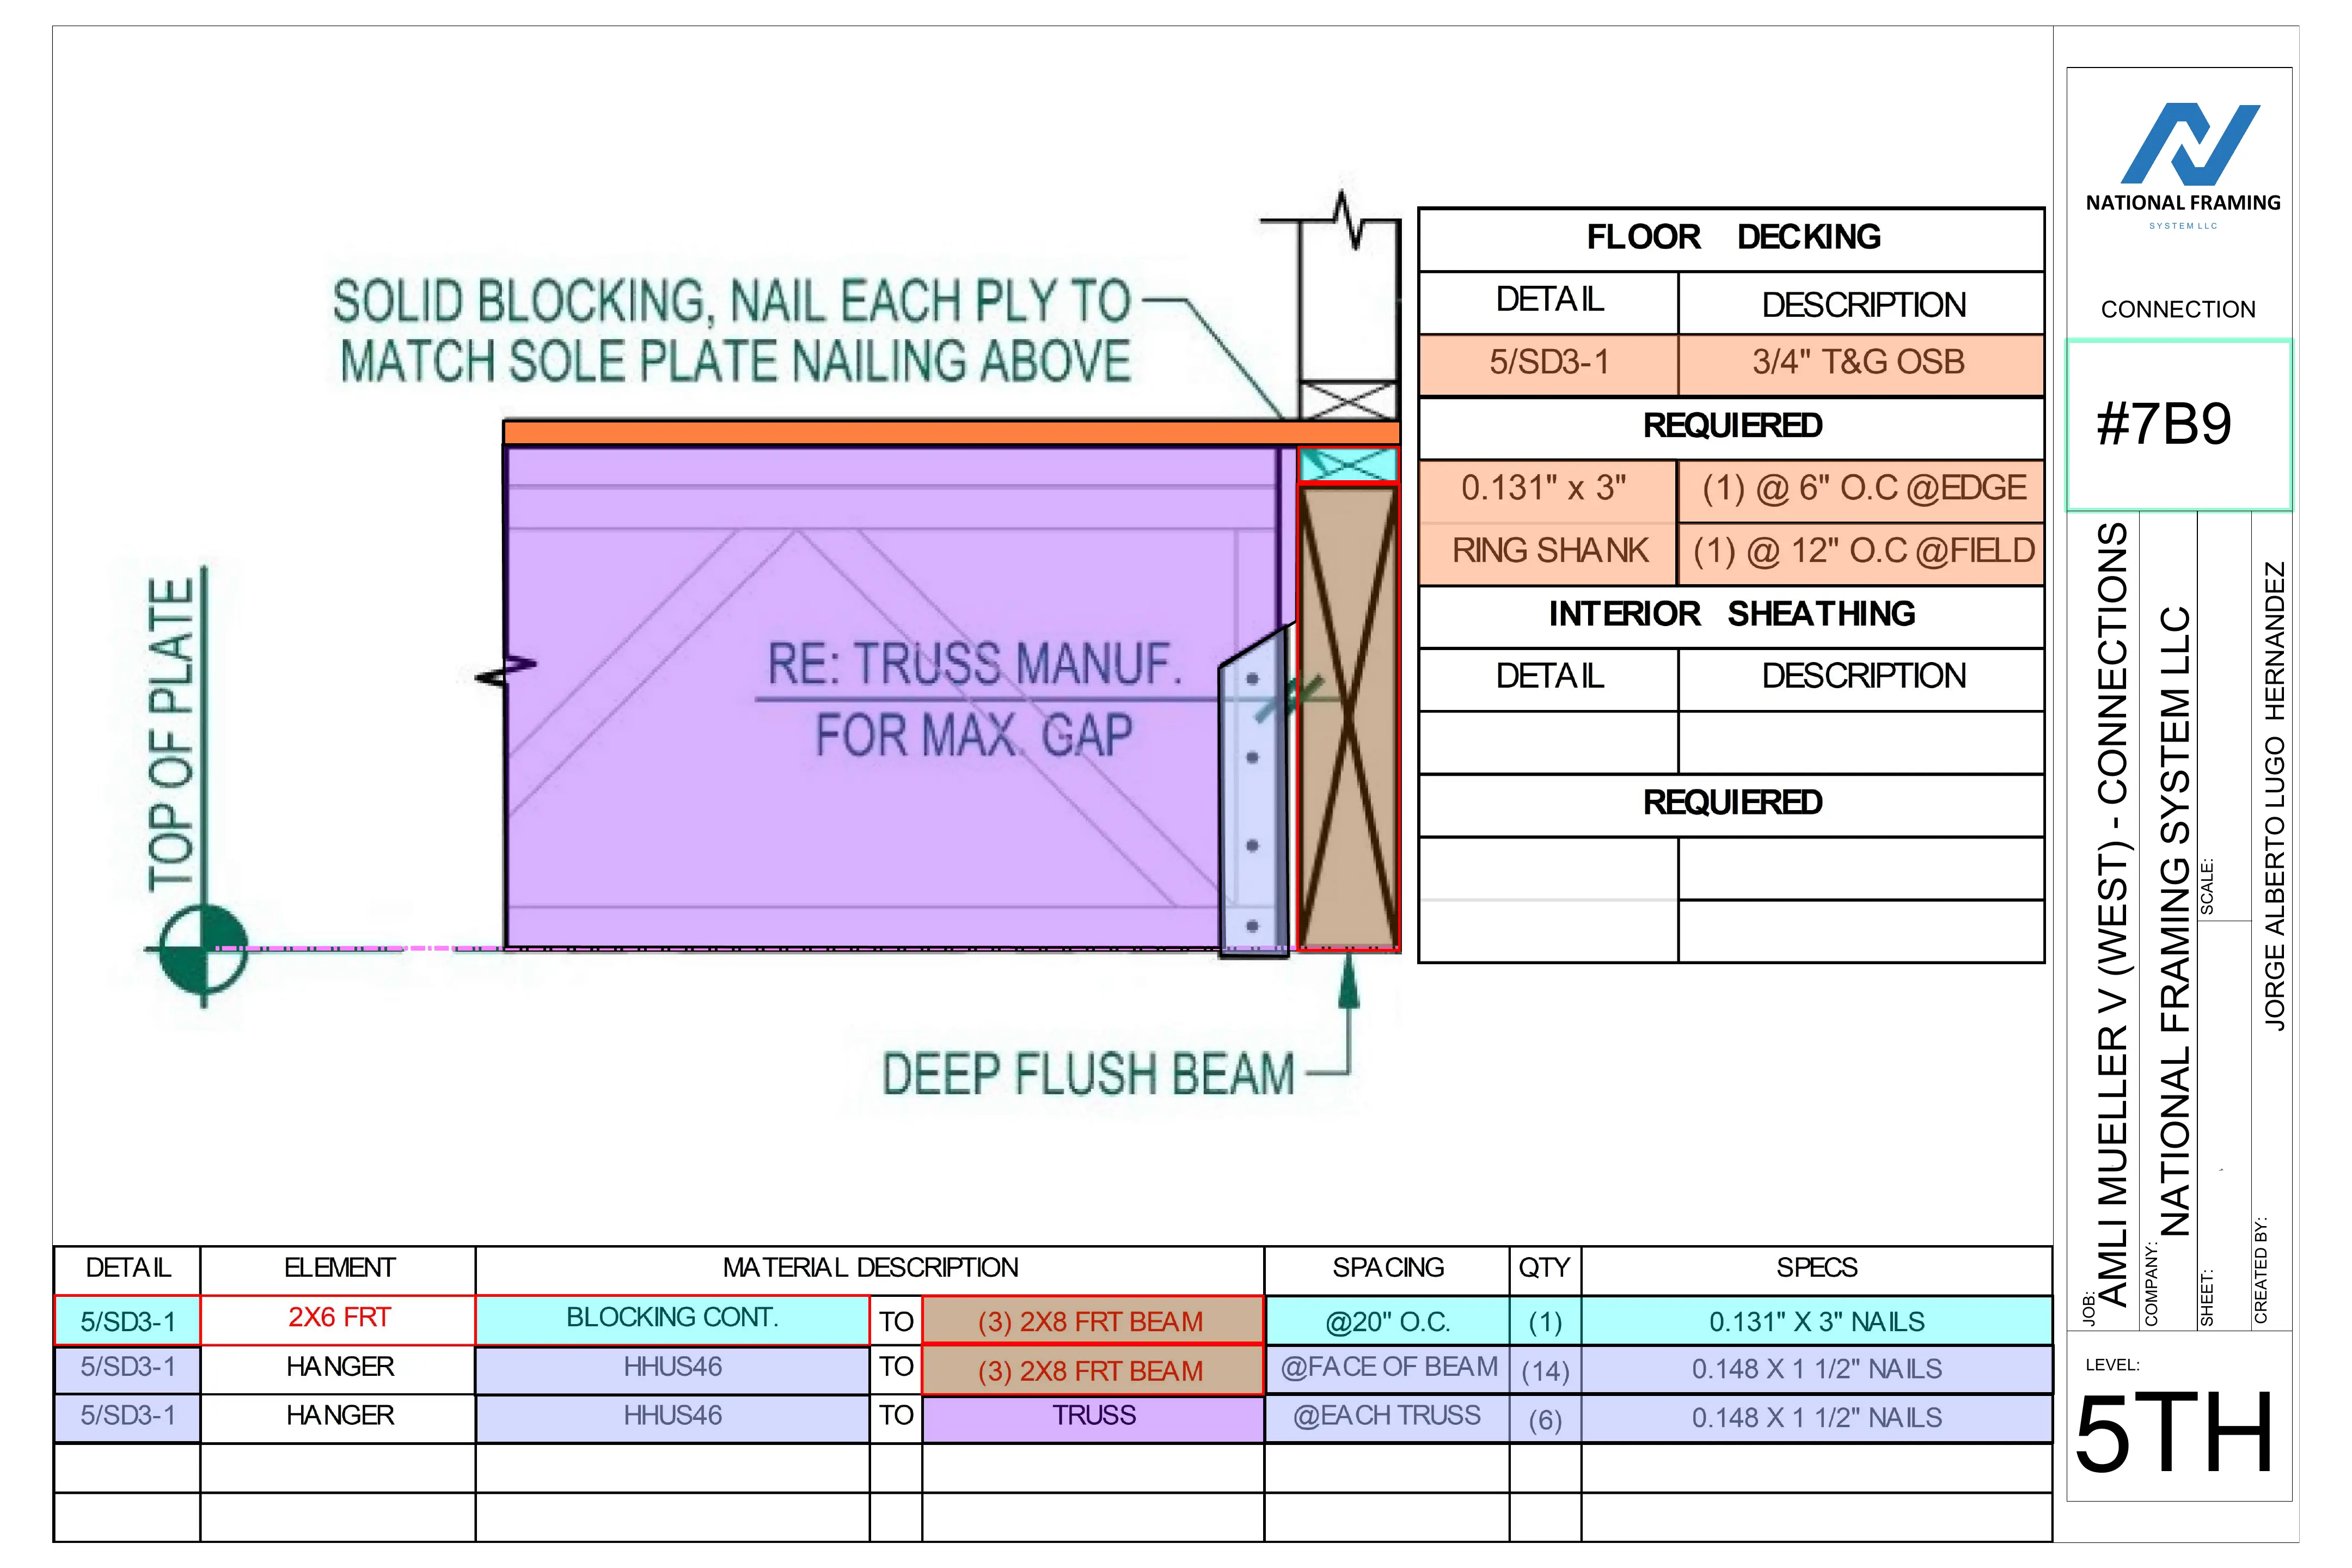 SOLID BLOCKING, NAIL EACH PLY TO
MATCH SOLE PLATE NAILING ABOVE
TOP OF PLATE
RE: TRUSS MANUF.
FOR MAX. GAP
DEEP FLUSH BEAM
FLOOR DECKING
DETAIL DESCRIPTION
5/SD3-1 3/4" T&G OSB
REQUIERED
0.131" x 3" (1) @ 6" O.C @EDGE
RING SHANK (1) @ 12" O.C @FIELD
INTERIOR SHEATHING
DETAIL DESCRIPTION
REQUIERED
DETAIL ELEMENT MATERIAL DESCRIPTION SPACING QTY SPECS
5/SD3-1 2X6 FRT BLOCKING CONT. TO (3) 2X8 FRT BEAM @20" O.C. (1) 0.131" X 3" NAILS
5/SD3-1 HANGER HHUS46 TO (3) 2X8 FRT BEAM @FACE OF BEAM (14) 0.148 X 1 1/2" NAILS
5/SD3-1 HANGER HHUS46 TO TRUSS @EACH TRUSS (6) 0.148 X 1 1/2" NAILS
NATIONAL FRAMING
SYSTEM LLC
CONNECTION
#7B9
JOB: AMLI MUELLER V (WEST) - CONNECTIONS
COMPANY: NATIONAL FRAMING SYSTEM LLC
SHEET:
SCALE:
CREATED BY: JORGE ALBERTO LUGO HERNANDEZ
LEVEL:
5TH